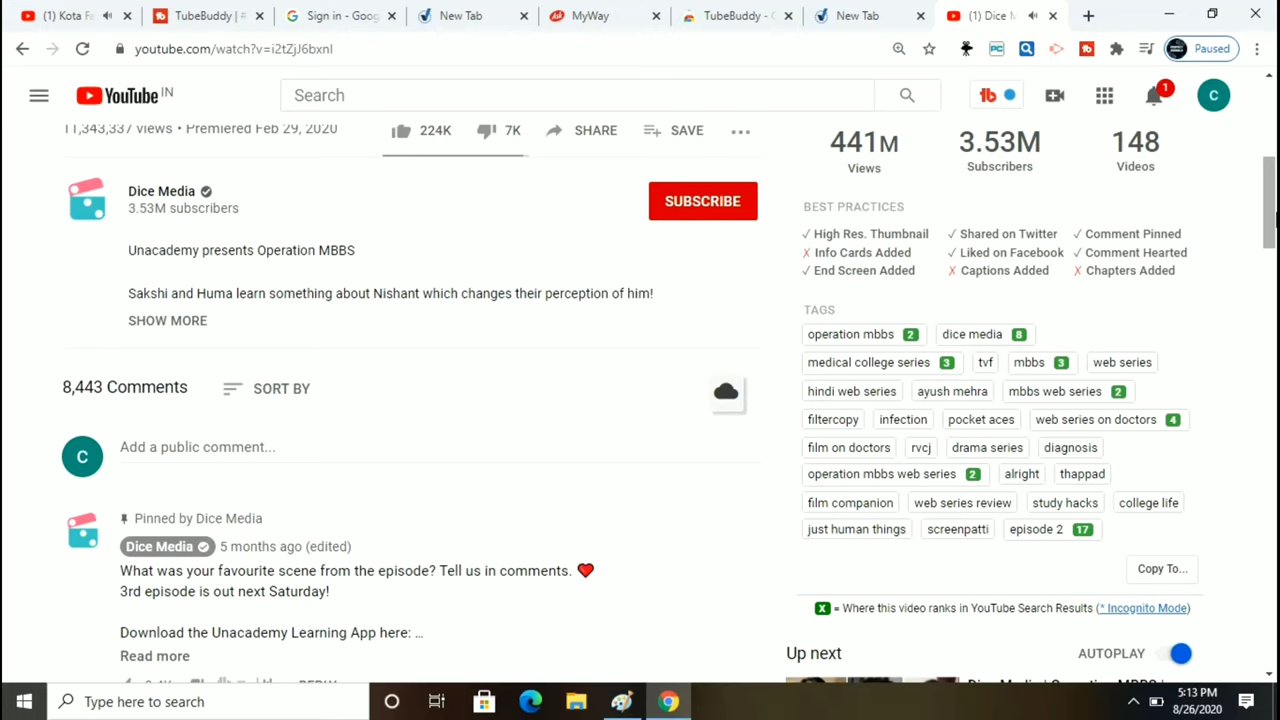 (1) Kota Fa
TubeBuddy | #
Sign in - Goog
New Tab
MyWay
TubeBuddy - C
New Tab
(1) Dice M
youtube.com/watch?v=i2tZjJ6bxnI
Paused
YouTube IN
Search
1
C
11,343,337 views • Premiered Feb 29, 2020
224K
7K
SHARE
SAVE
Dice Media
3.53M subscribers
SUBSCRIBE
Unacademy presents Operation MBBS
Sakshi and Huma learn something about Nishant which changes their perception of him!
SHOW MORE
8,443 Comments
SORT BY
C
Add a public comment...
Pinned by Dice Media
Dice Media 5 months ago (edited)
What was your favourite scene from the episode? Tell us in comments.
3rd episode is out next Saturday!
Download the Unacademy Learning App here: ...
Read more
REPLY
441M 3.53M 148
Views Subscribers Videos
BEST PRACTICES
✓ High Res. Thumbnail ✓ Shared on Twitter ✓ Comment Pinned
✗ Info Cards Added ✓ Liked on Facebook ✓ Comment Hearted
✓ End Screen Added ✗ Captions Added ✗ Chapters Added
TAGS
operation mbbs 2 dice media 8
medical college series 3 tvf mbbs 3 web series
hindi web series ayush mehra mbbs web series 2
filtercopy infection pocket aces web series on doctors 4
film on doctors rvcj drama series diagnosis
operation mbbs web series 2 alright thappad
film companion web series review study hacks college life
just human things screenpatti episode 2 17
Copy To...
X = Where this video ranks in YouTube Search Results (* Incognito Mode)
Up next
AUTOPLAY
Type here to search
5:13 PM
8/26/2020